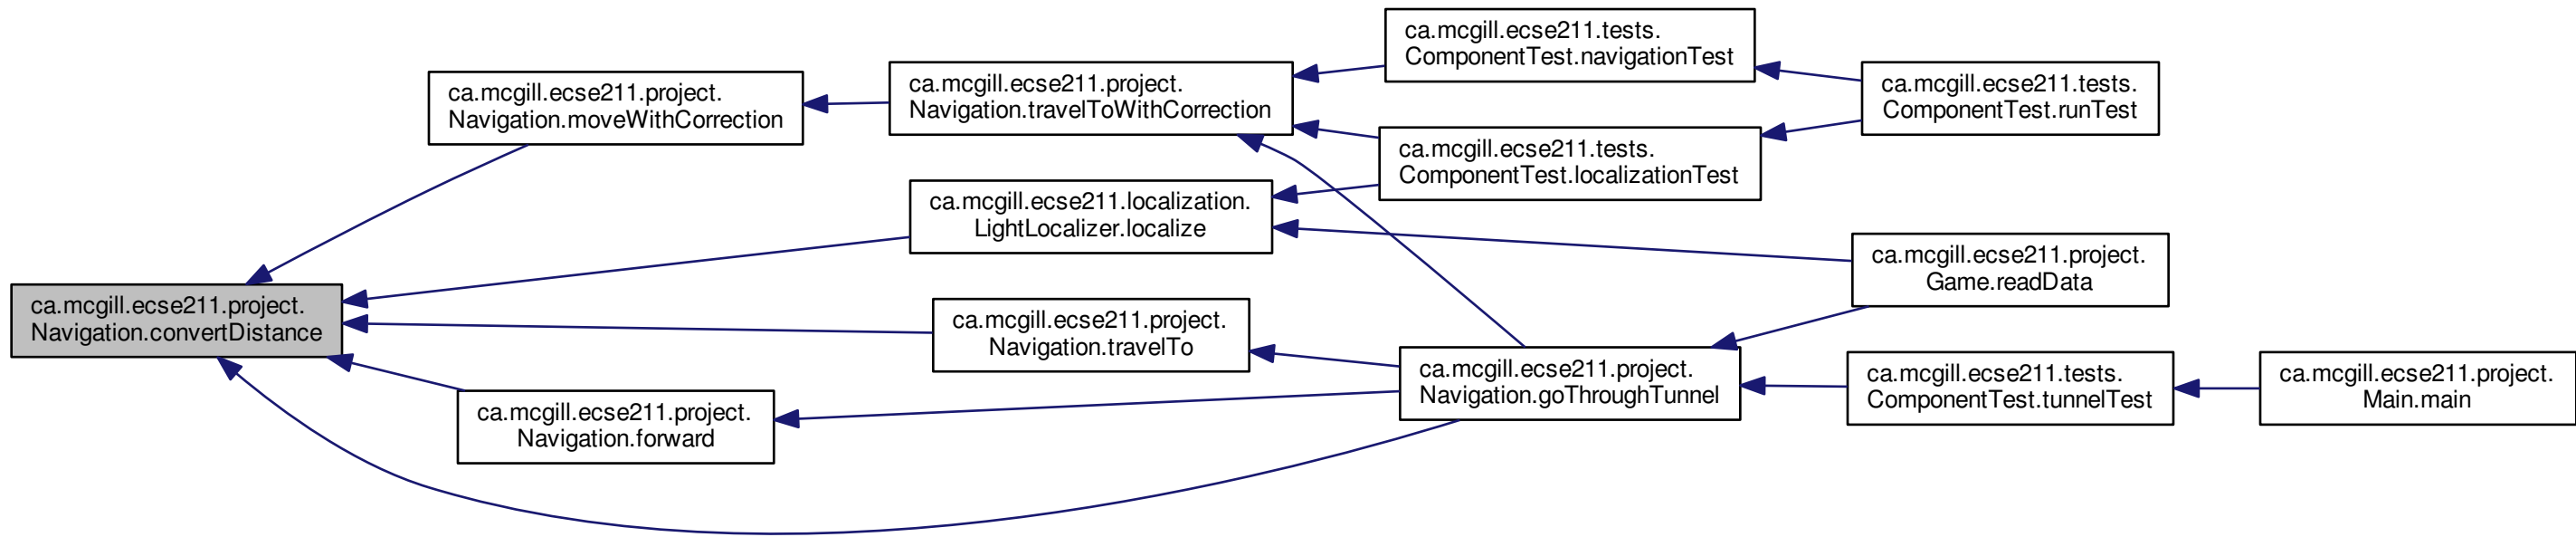 ca.mcgill.ecse211.tests.
ComponentTest.navigationTest
ca.mcgill.ecse211.project.
Navigation.moveWithCorrection
ca.mcgill.ecse211.project.
Navigation.travelToWithCorrection
ca.mcgill.ecse211.tests.
ComponentTest.runTest
ca.mcgill.ecse211.tests.
ComponentTest.localizationTest
ca.mcgill.ecse211.localization.
LightLocalizer.localize
ca.mcgill.ecse211.project.
Game.readData
ca.mcgill.ecse211.project.
Navigation.convertDistance
ca.mcgill.ecse211.project.
Navigation.travelTo
ca.mcgill.ecse211.project.
Navigation.goThroughTunnel
ca.mcgill.ecse211.tests.
ComponentTest.tunnelTest
ca.mcgill.ecse211.project.
Main.main
ca.mcgill.ecse211.project.
Navigation.forward